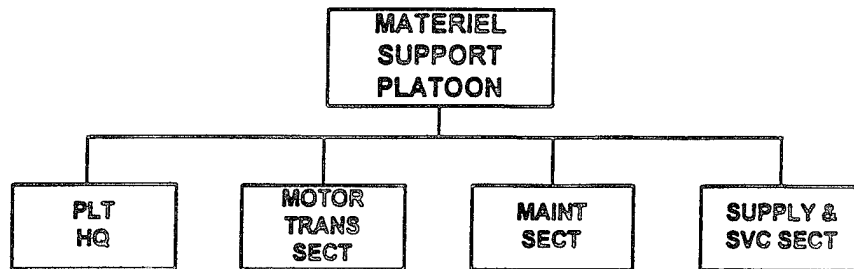 MATERIEL
SUPPORT
PLATOON
PLT
HQ
MOTOR
TRANS
SECT
MAINT
SECT
SUPPLY &
SVC SECT